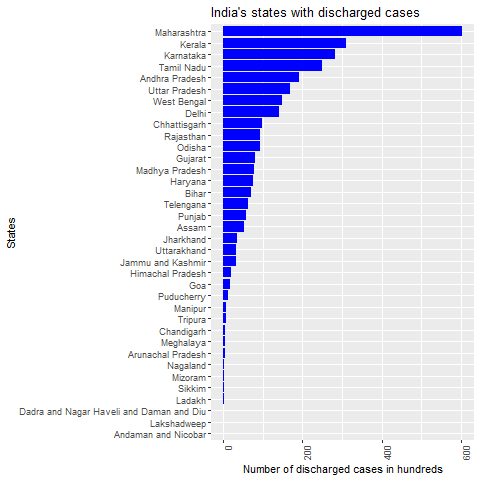 India's states with discharged cases
Maharashtra
Kerala
Karnataka
Tamil Nadu
Andhra Pradesh
Uttar Pradesh
West Bengal
Delhi
Chhattisgarh
Rajasthan
Odisha
Gujarat
Madhya Pradesh
Haryana
Bihar
Telengana
Punjab
Assam
Jharkhand
Uttarakhand
Jammu and Kashmir
Himachal Pradesh
Goa
Puducherry
Manipur
Tripura
Chandigarh
Meghalaya
Arunachal Pradesh
Nagaland
Mizoram
Sikkim
Ladakh
Dadra and Nagar Haveli and Daman and Diu
Lakshadweep
Andaman and Nicobar
States
0
200
400
600
Number of discharged cases in hundreds